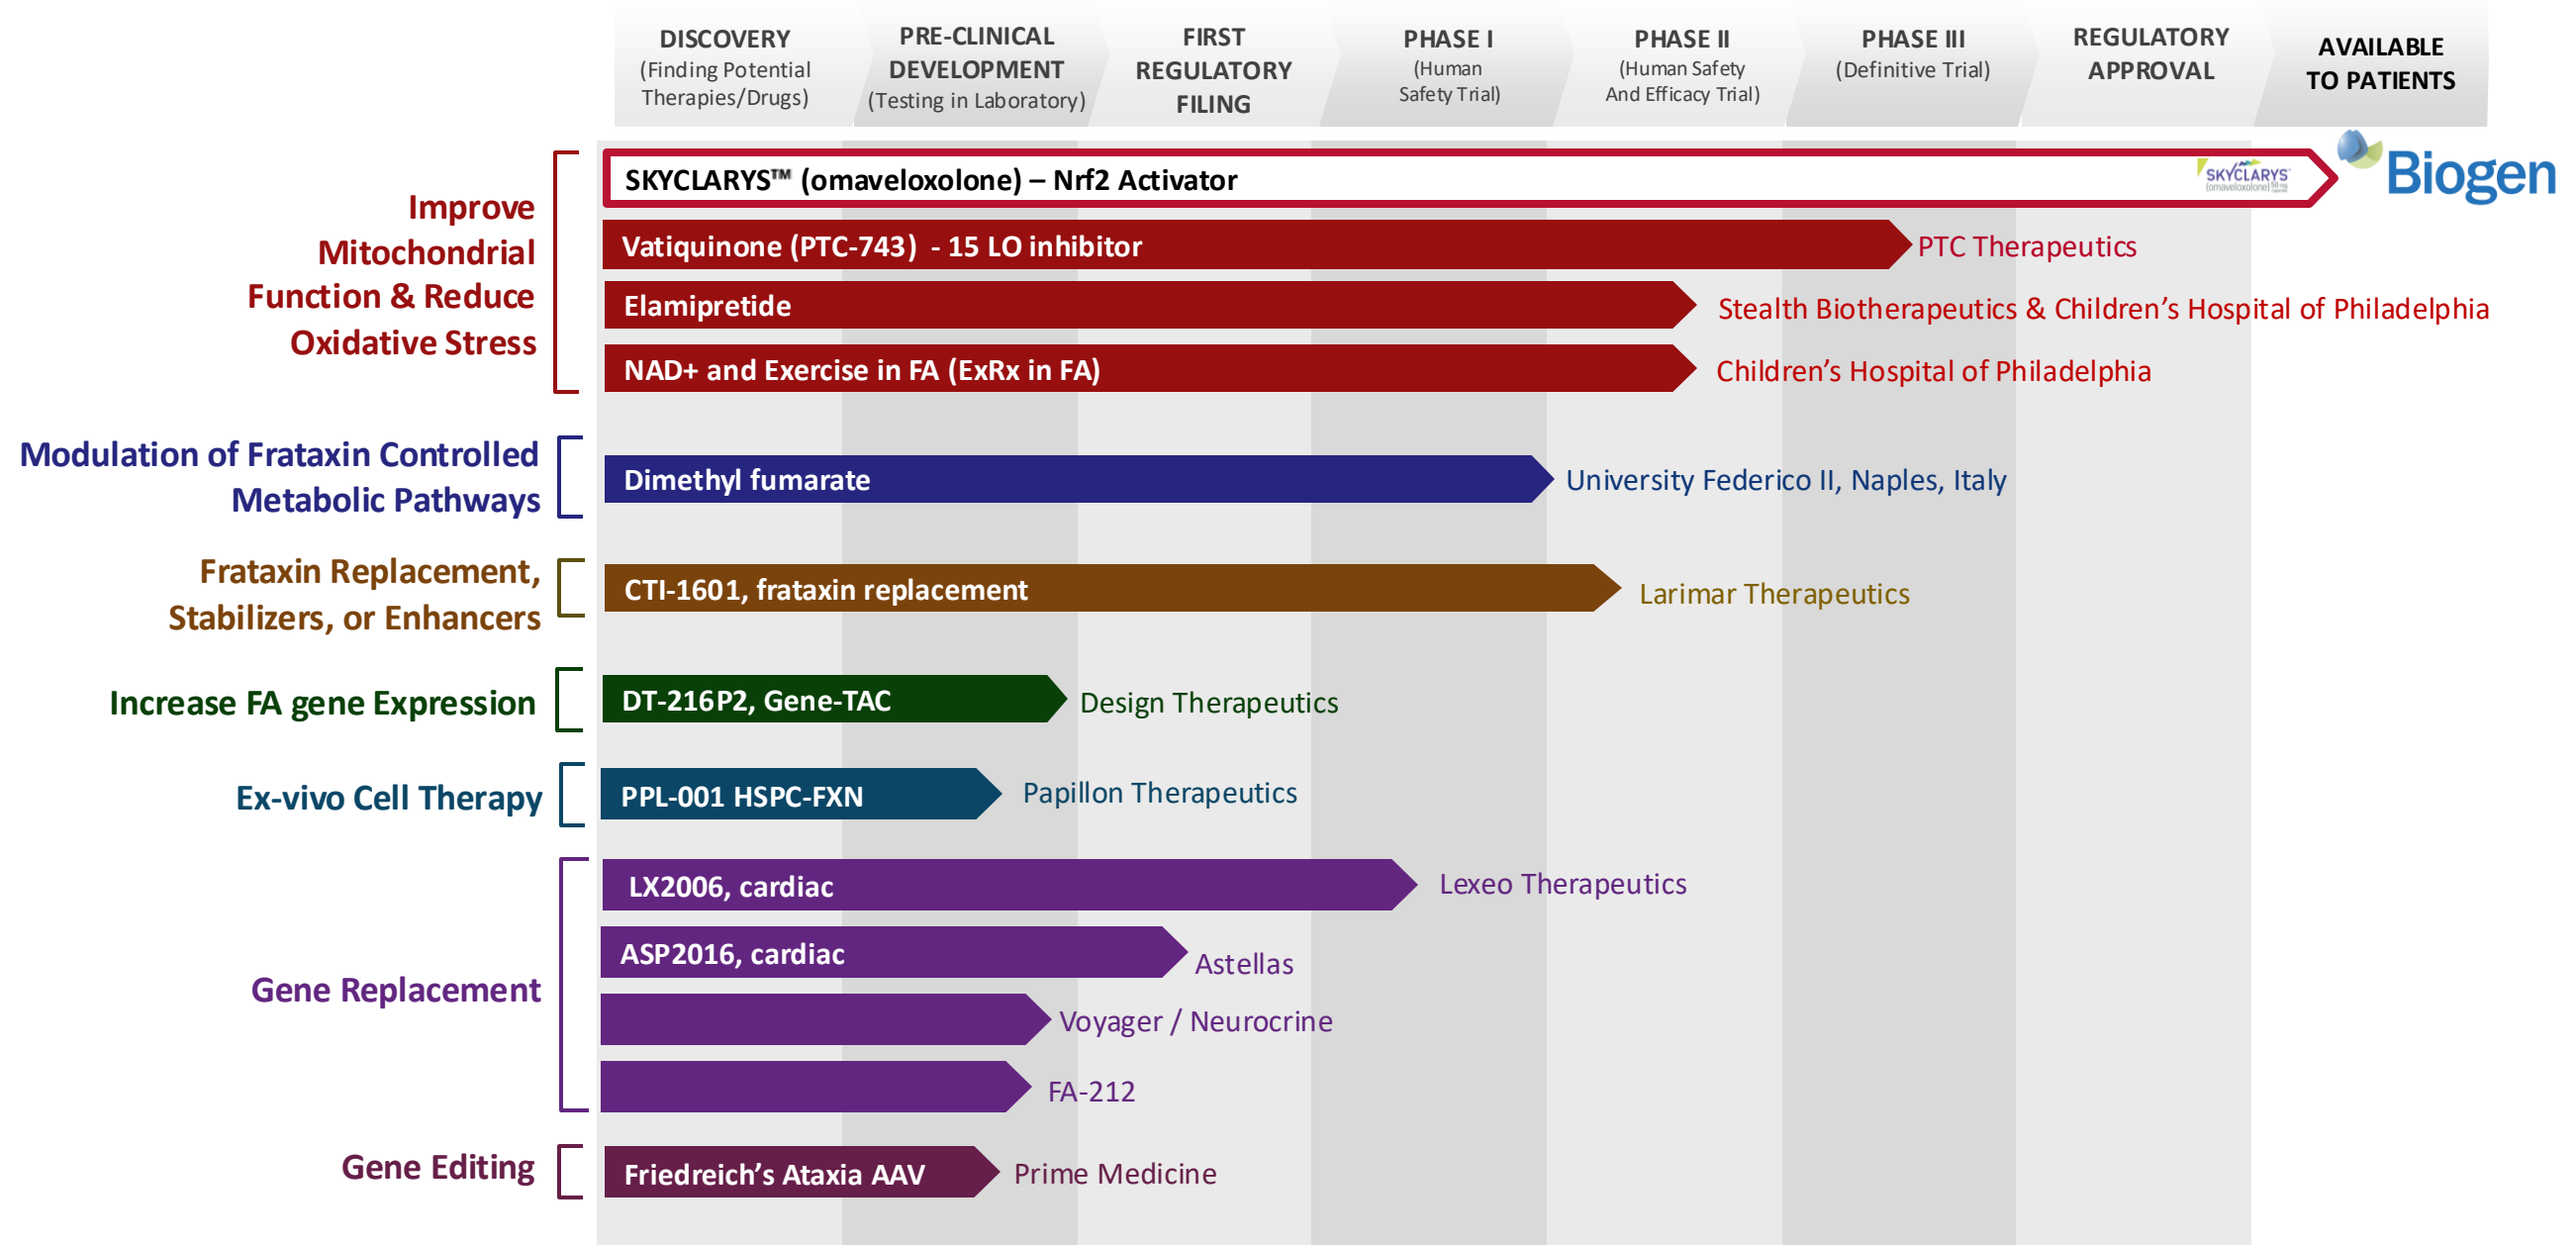 DISCOVERY
(Finding Potential
Therapies/Drugs)
PRE-CLINICAL
DEVELOPMENT
(Testing in Laboratory)
FIRST
REGULATORY
FILING
PHASE I
(Human
Safety Trial)
PHASE II
(Human Safety
And Efficacy Trial)
PHASE III
(Definitive Trial)
REGULATORY
APPROVAL
AVAILABLE
TO PATIENTS
Improve
Mitochondrial
Function & Reduce
Oxidative Stress
SKYCLARYS™ (omaveloxolone) – Nrf2 Activator
SKYCLARYS
(omaveloxolone) 50 mg
capsules
Biogen
Vatiquinone (PTC-743) - 15 LO inhibitor
PTC Therapeutics
Elamipretide
Stealth Biotherapeutics & Children’s Hospital of Philadelphia
NAD+ and Exercise in FA (ExRx in FA)
Children’s Hospital of Philadelphia
Modulation of Frataxin Controlled
Metabolic Pathways
Dimethyl fumarate
University Federico II, Naples, Italy
Frataxin Replacement,
Stabilizers, or Enhancers
CTI-1601, frataxin replacement
Larimar Therapeutics
Increase FA gene Expression
DT-216P2, Gene-TAC
Design Therapeutics
Ex-vivo Cell Therapy
PPL-001 HSPC-FXN
Papillon Therapeutics
Gene Replacement
LX2006, cardiac
Lexeo Therapeutics
ASP2016, cardiac
Astellas
Voyager / Neurocrine
FA-212
Gene Editing
Friedreich’s Ataxia AAV
Prime Medicine